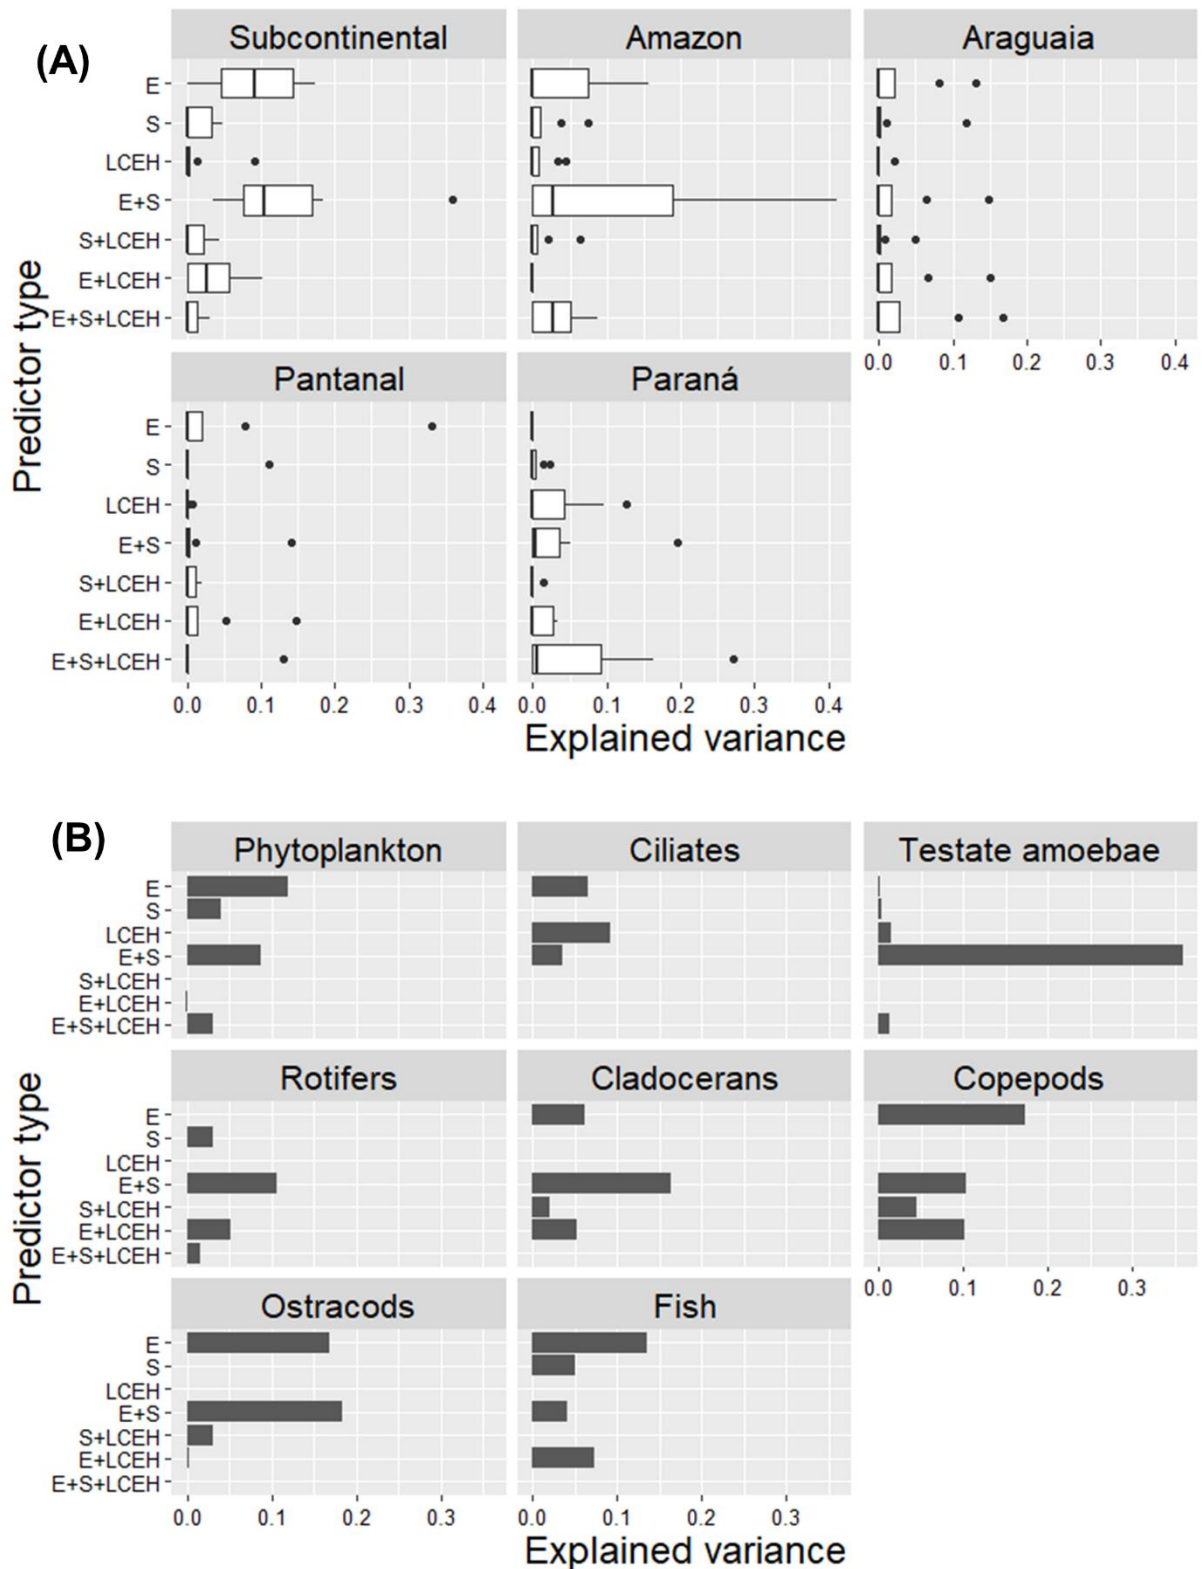 (A)
Subcontinental
Amazon
Araguaia
E
S
LCEH
E+S
S+LCEH
E+LCEH
E+S+LCEH
0.0 0.1 0.2 0.3 0.4
Pantanal
Paraná
E
S
LCEH
E+S
S+LCEH
E+LCEH
E+S+LCEH
0.0 0.1 0.2 0.3 0.4
0.0 0.1 0.2 0.3 0.4
Predictor type
Explained variance
(B)
Phytoplankton
Ciliates
Testate amoebae
E
S
LCEH
E+S
S+LCEH
E+LCEH
E+S+LCEH
Rotifers
Cladocerans
Copepods
E
S
LCEH
E+S
S+LCEH
E+LCEH
E+S+LCEH
0.0 0.1 0.2 0.3
Ostracods
Fish
E
S
LCEH
E+S
S+LCEH
E+LCEH
E+S+LCEH
0.0 0.1 0.2 0.3
0.0 0.1 0.2 0.3
Predictor type
Explained variance